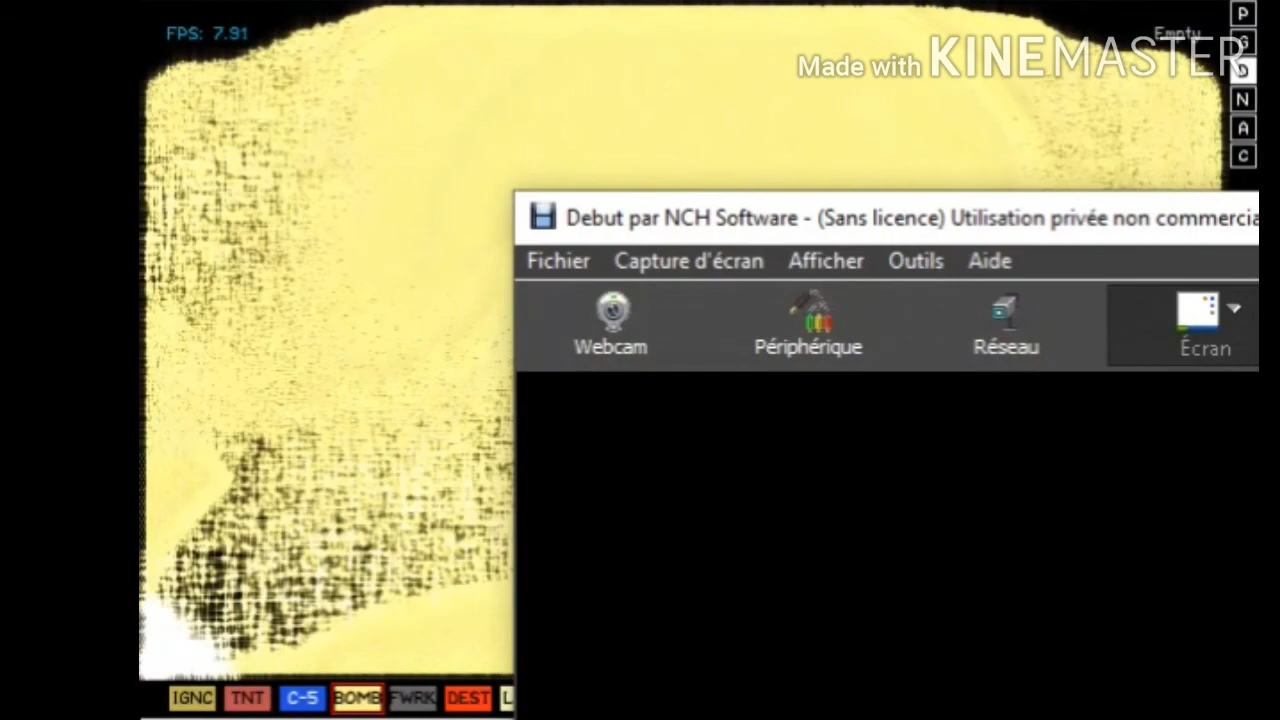 FPS: 7.91
Empty
P
G
Made with KINEMASTER
N
A
C
Debut par NCH Software - (Sans licence) Utilisation privée non commercia
Fichier Capture d'écran Afficher Outils Aide
Webcam Périphérique Réseau Écran
IGNC TNT C-5 BOMB FWRK DEST L